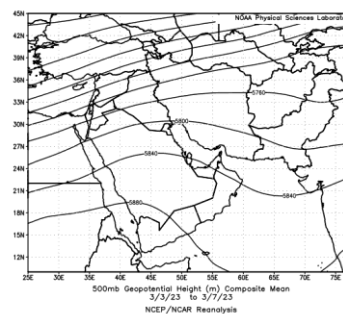 NOAA Physical Sciences Laborato
45N
42N
39N
36N
33N
30N
27N
24N
21N
18N
15N
12N
5760
5800
5840
5840
5880
25E 30E 35E 40E 45E 50E 55E 60E 65E 70E 75E
500mb Geopotential Height (m) Composite Mean
3/3/23 to 3/7/23
NCEP/NCAR Reanalysis